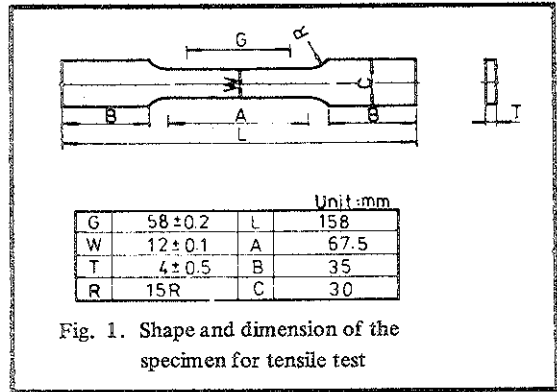 G
R
W
C
B
A
B
L
T
Unit:mm
G 58±0.2 L 158
W 12±0.1 A 67.5
T 4±0.5 B 35
R 15R C 30
Fig. 1. Shape and dimension of the
specimen for tensile test